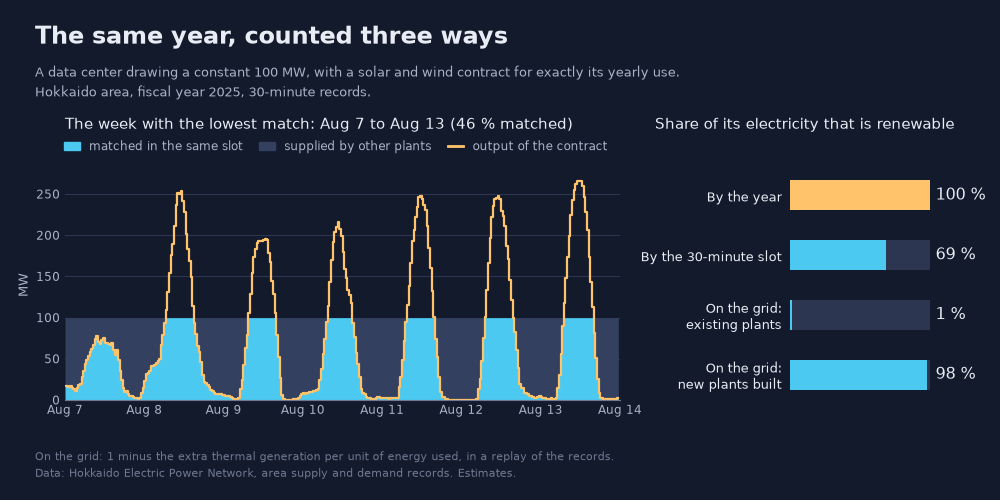 The same year, counted three ways
A data center drawing a constant 100 MW, with a solar and wind contract for exactly its yearly use.
Hokkaido area, fiscal year 2025, 30-minute records.
The week with the lowest match: Aug 7 to Aug 13 (46 % matched)
matched in the same slot
supplied by other plants
output of the contract
MW
250
200
150
100
50
0
Aug 7
Aug 8
Aug 9
Aug 10
Aug 11
Aug 12
Aug 13
Aug 14
Share of its electricity that is renewable
By the year
100 %
By the 30-minute slot
69 %
On the grid:
existing plants
1 %
On the grid:
new plants built
98 %
On the grid: 1 minus the extra thermal generation per unit of energy used, in a replay of the records.
Data: Hokkaido Electric Power Network, area supply and demand records. Estimates.